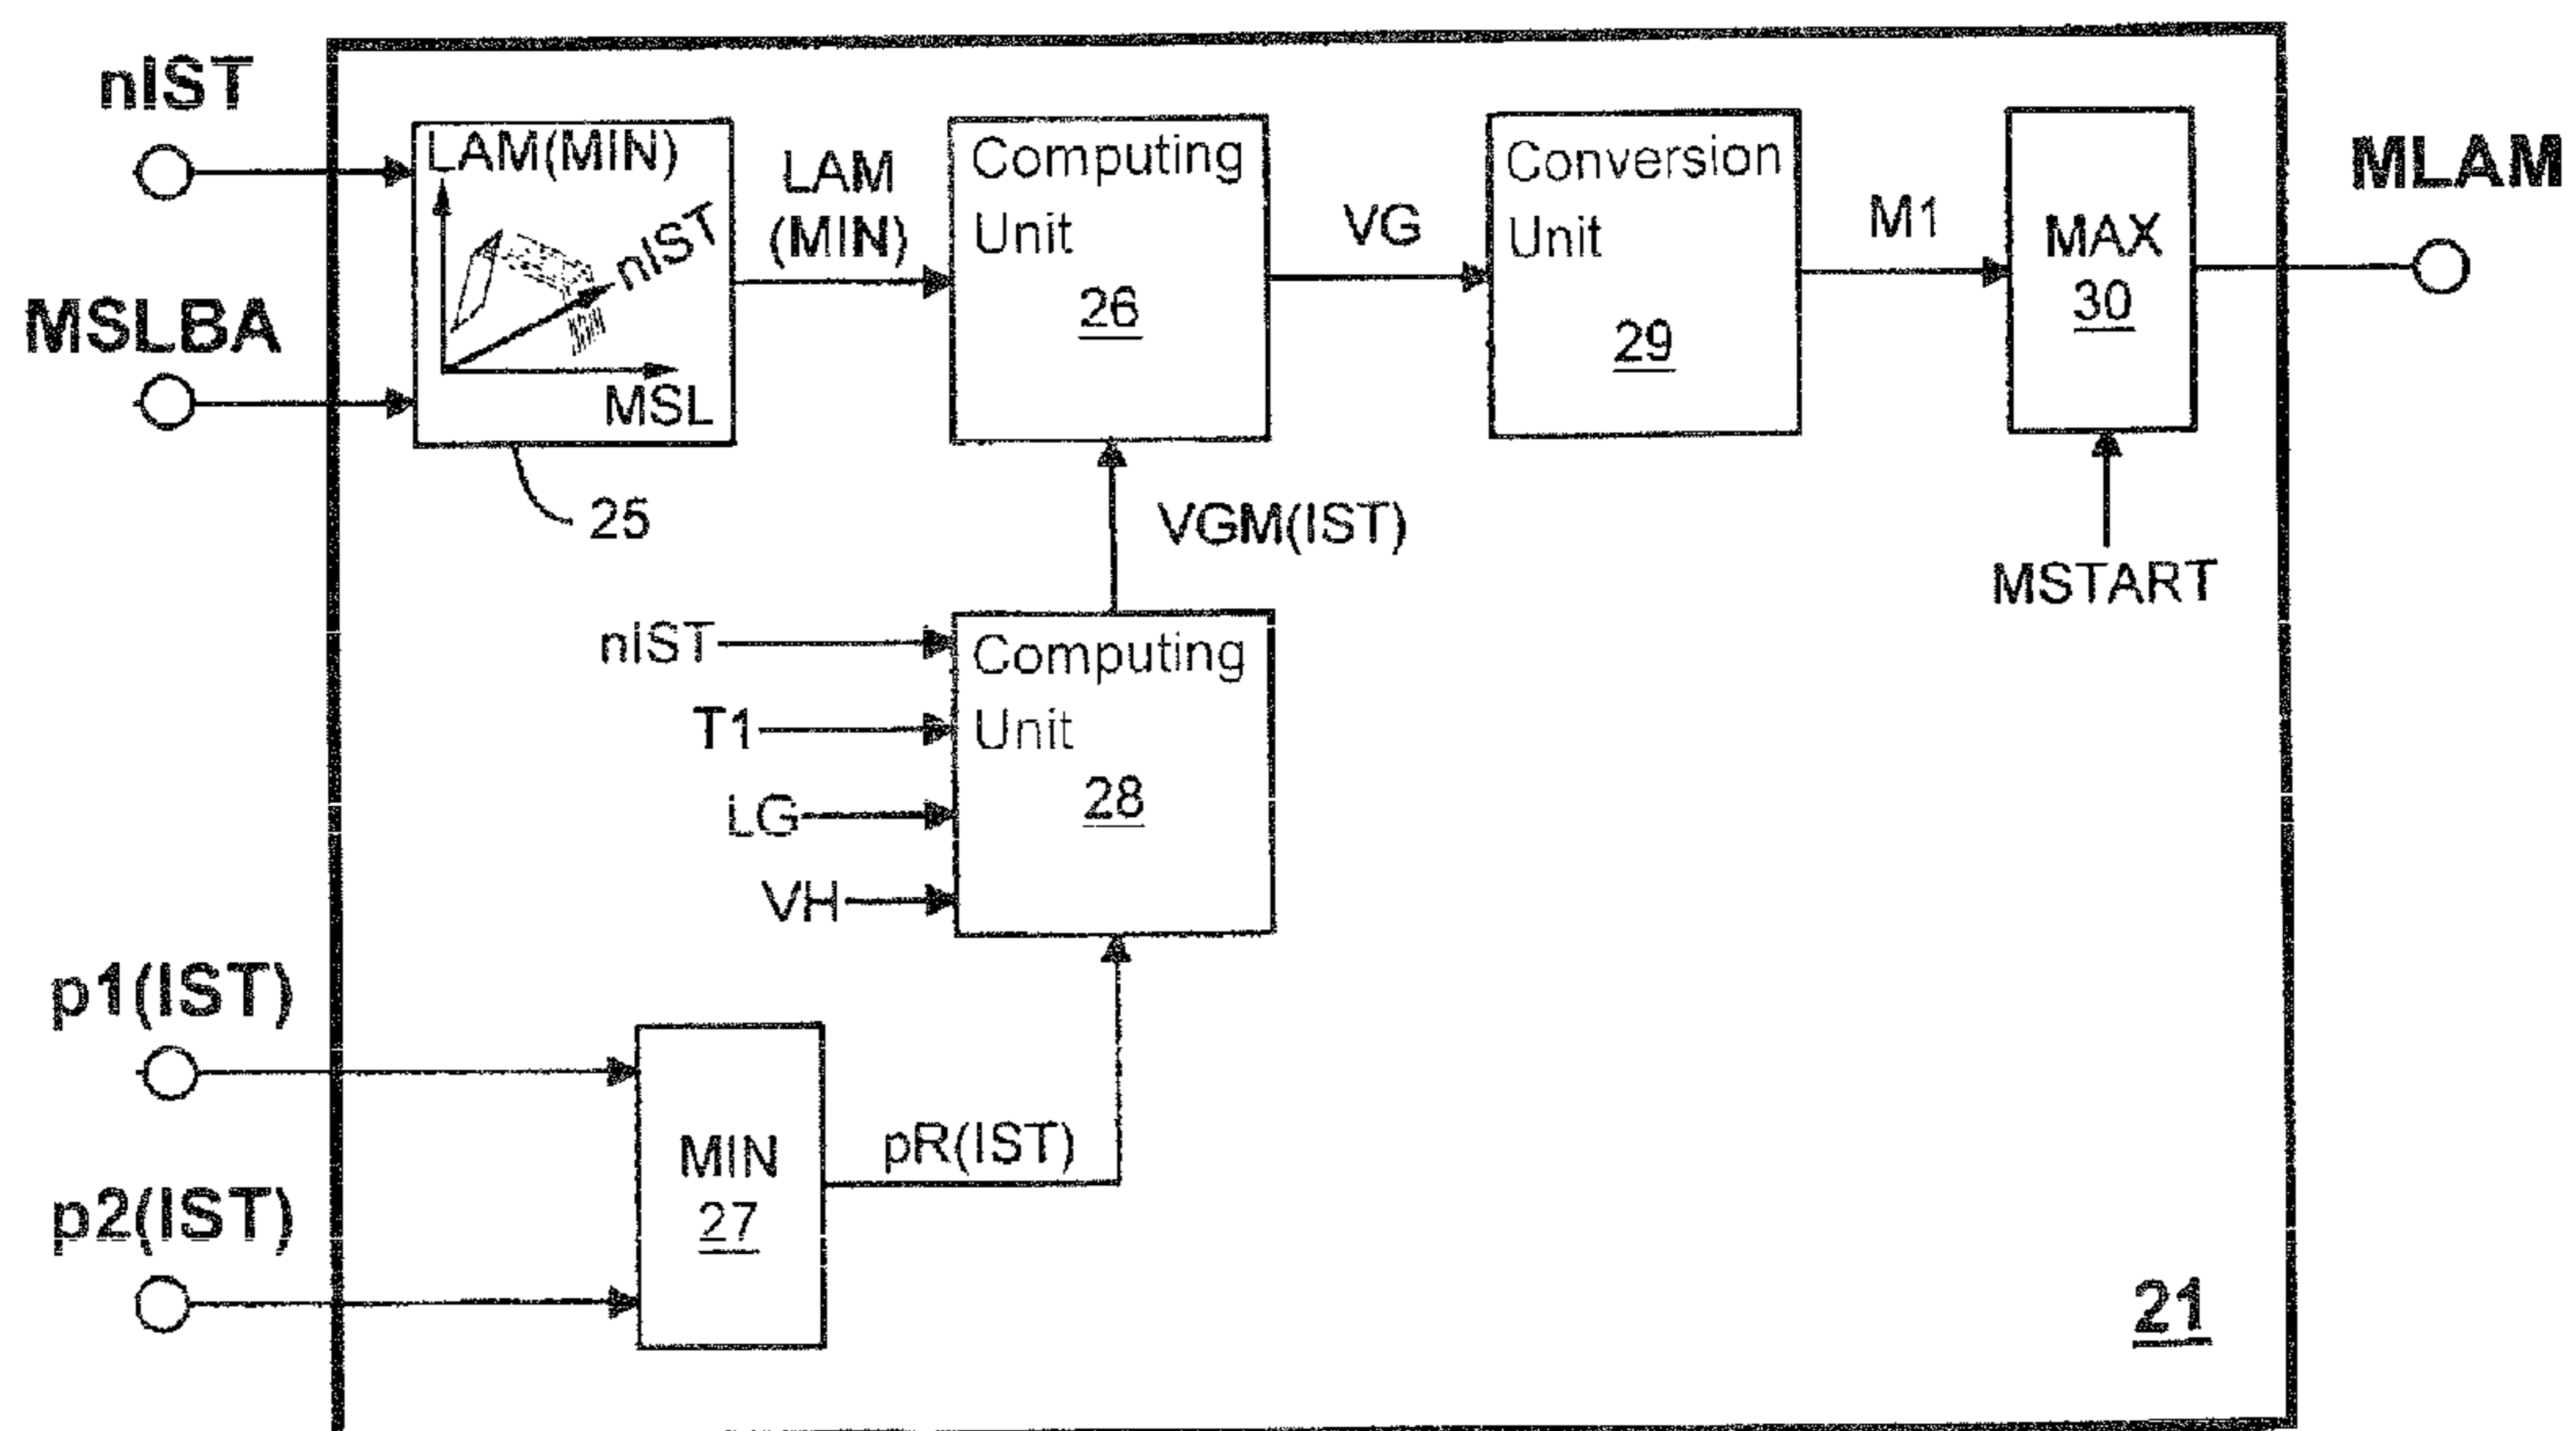 nIST
MSLBA
LAM(MIN)
nIST
MSL
25
LAM
(MIN)
Computing
Unit
26
VG
Conversion
Unit
29
M1
MAX
30
MLAM
MSTART
VGM(IST)
nIST
T1
LG
VH
Computing
Unit
28
p1(IST)
p2(IST)
MIN
27
pR(IST)
21